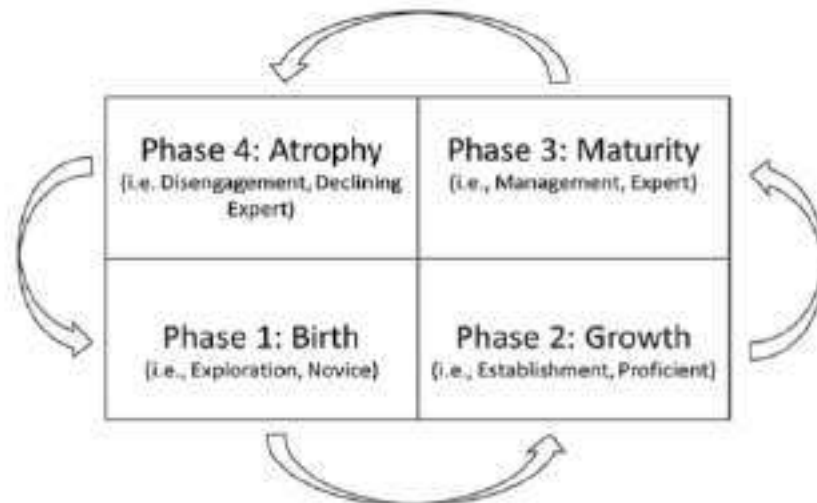 Phase 4: Atrophy
(i.e. Disengagement, Declining
Expert)
Phase 3: Maturity
(i.e., Management, Expert)
Phase 1: Birth
(i.e., Exploration, Novice)
Phase 2: Growth
(i.e., Establishment, Proficient)